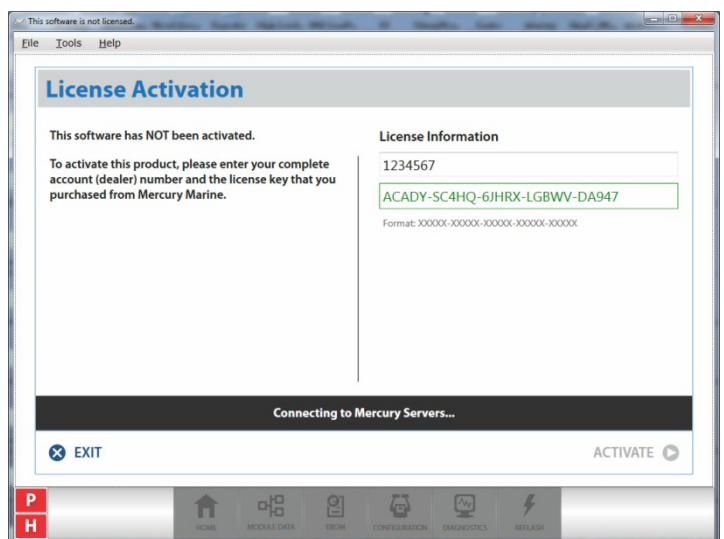 This software is not licensed.
File Tools Help
License Activation
This software has NOT been activated.
To activate this product, please enter your complete
account (dealer) number and the license key that you
purchased from Mercury Marine.
License Information
1234567
ACADY-SC4HQ-6JHRX-LGBWV-DA947
Format: XXXXX-XXXXX-XXXXX-XXXXX-XXXXX
Connecting to Mercury Servers...
EXIT
ACTIVATE
P
H
HOME
MODULE DATA
CONFIGURATION
DIAGNOSTICS
REFLASH